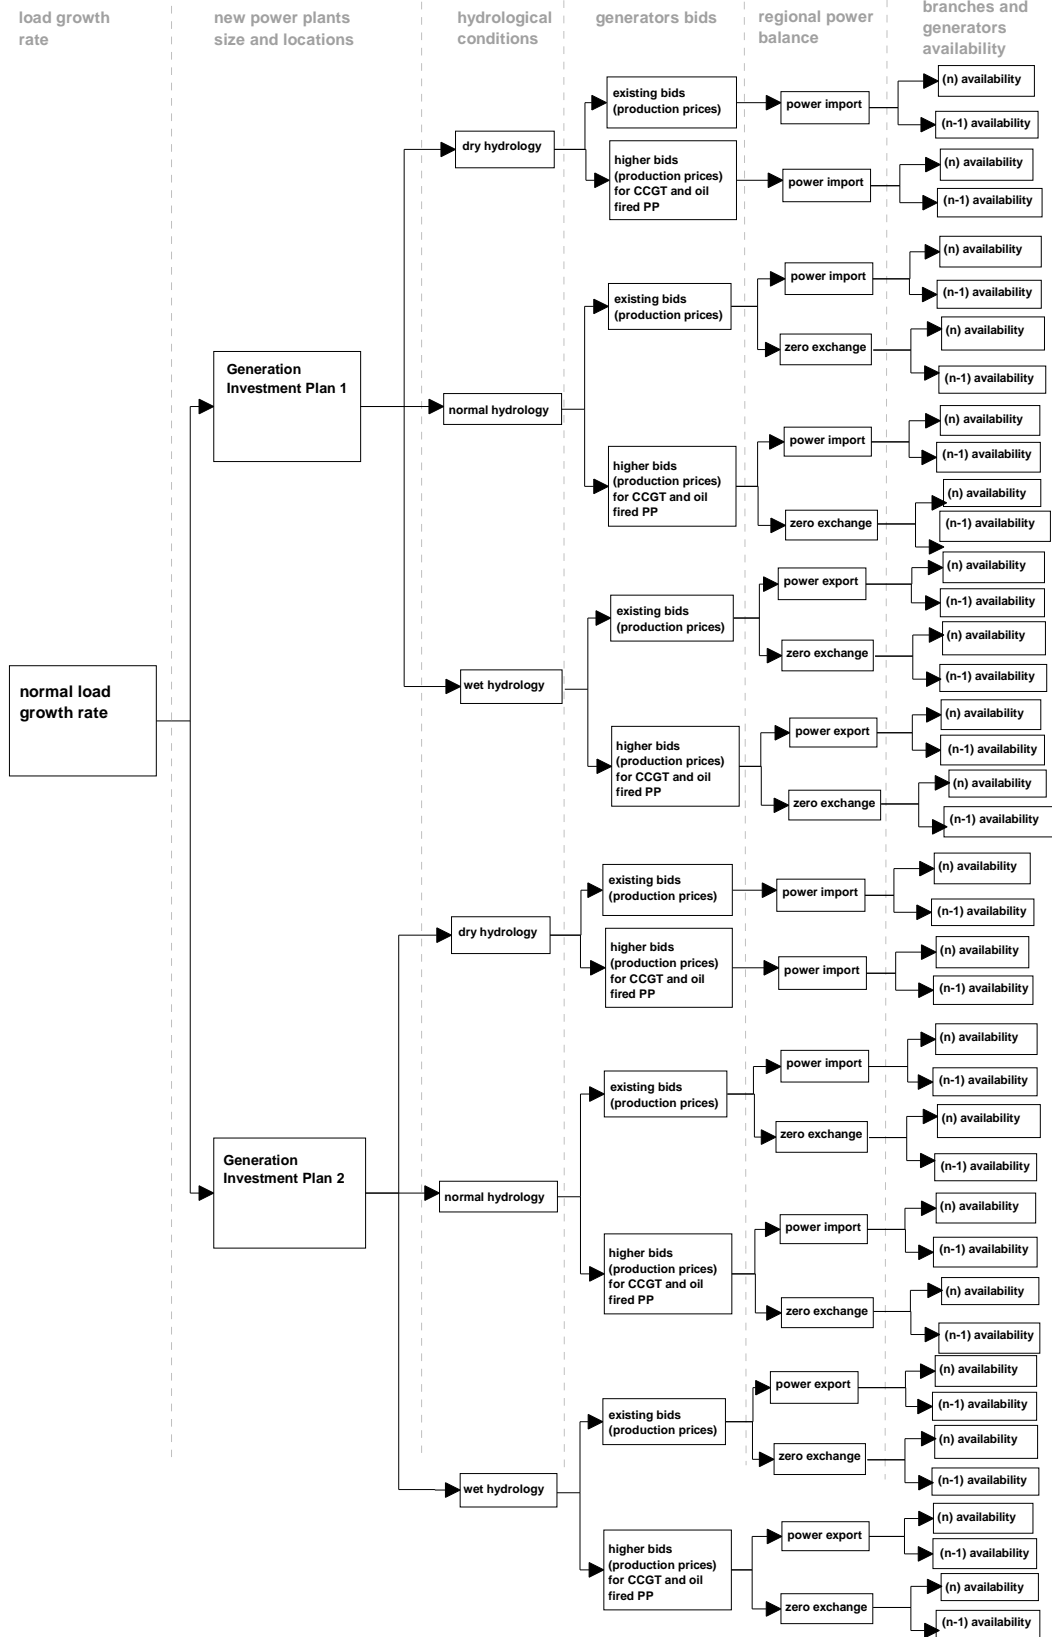 load growth
rate
new power plants
size and locations
hydrological
conditions
generators bids
regional power
balance
branches and
generators
availability
normal load
growth rate
Generation
Investment Plan 1
dry hydrology
existing bids
(production prices)
power import
(n) availability
(n-1) availability
higher bids
(production prices)
for CCGT and oil
fired PP
power import
(n) availability
(n-1) availability
normal hydrology
existing bids
(production prices)
power import
(n) availability
(n-1) availability
zero exchange
(n) availability
(n-1) availability
higher bids
(production prices)
for CCGT and oil
fired PP
power import
(n) availability
(n-1) availability
zero exchange
(n) availability
(n-1) availability
wet hydrology
existing bids
(production prices)
power export
(n) availability
(n-1) availability
zero exchange
(n) availability
(n-1) availability
higher bids
(production prices)
for CCGT and oil
fired PP
power export
(n) availability
(n-1) availability
zero exchange
(n) availability
(n-1) availability
Generation
Investment Plan 2
dry hydrology
existing bids
(production prices)
power import
(n) availability
(n-1) availability
higher bids
(production prices)
for CCGT and oil
fired PP
power import
(n) availability
(n-1) availability
normal hydrology
existing bids
(production prices)
power import
(n) availability
(n-1) availability
zero exchange
(n) availability
(n-1) availability
higher bids
(production prices)
for CCGT and oil
fired PP
power import
(n) availability
(n-1) availability
zero exchange
(n) availability
(n-1) availability
wet hydrology
existing bids
(production prices)
power export
(n) availability
(n-1) availability
zero exchange
(n) availability
(n-1) availability
higher bids
(production prices)
for CCGT and oil
fired PP
power export
(n) availability
(n-1) availability
zero exchange
(n) availability
(n-1) availability